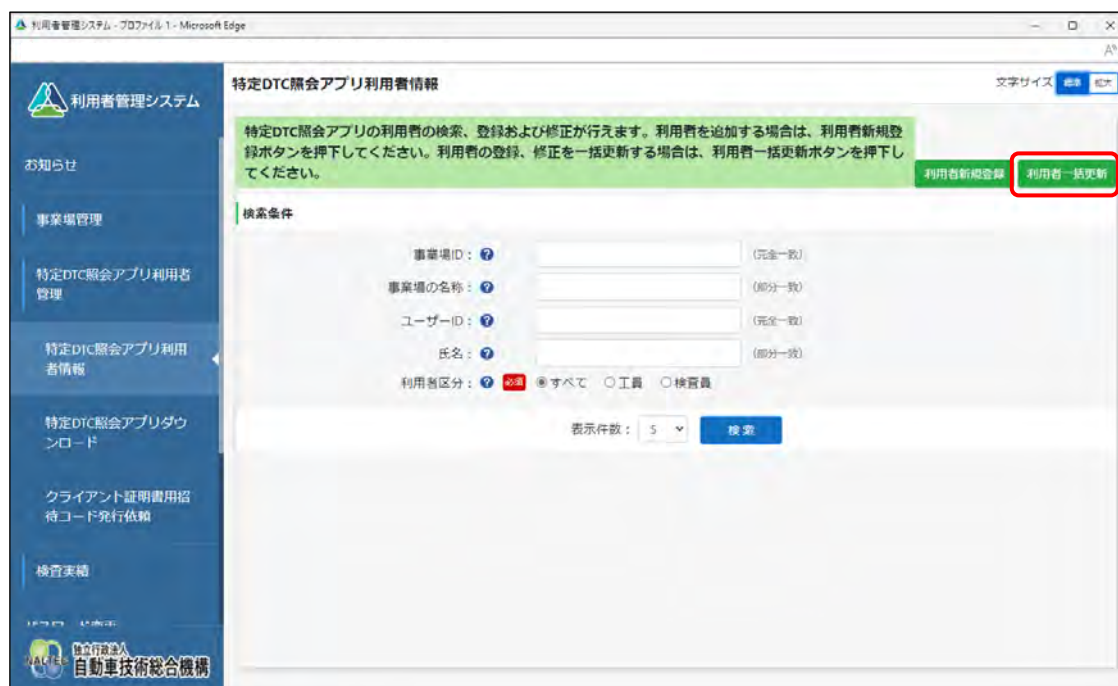 利用者管理システム - プロファイル 1 - Microsoft Edge
利用者管理システム
特定DTC照会アプリ利用者情報
文字サイズ 標準 拡大
特定DTC照会アプリの利用者の検索、登録および修正が行えます。利用者を追加する場合は、利用者新規登
録ボタンを押下してください。利用者の登録、修正を一括更新する場合は、利用者一括更新ボタンを押下し
てください。
利用者新規登録 利用者一括更新
お知らせ
事業場管理
特定DTC照会アプリ利用者
管理
特定DTC照会アプリ利用
者情報
特定DTC照会アプリダウ
ンロード
クライアント証明書用招
待コード発行依頼
検査実績
独立行政法人
NALTEC 自動車技術総合機構
検索条件
事業場ID： ? (完全一致)
事業場の名称： ? (部分一致)
ユーザーID： ? (完全一致)
氏名： ? (部分一致)
利用者区分： ? 必須 すべて 工員 検査員
表示件数： 5 検索